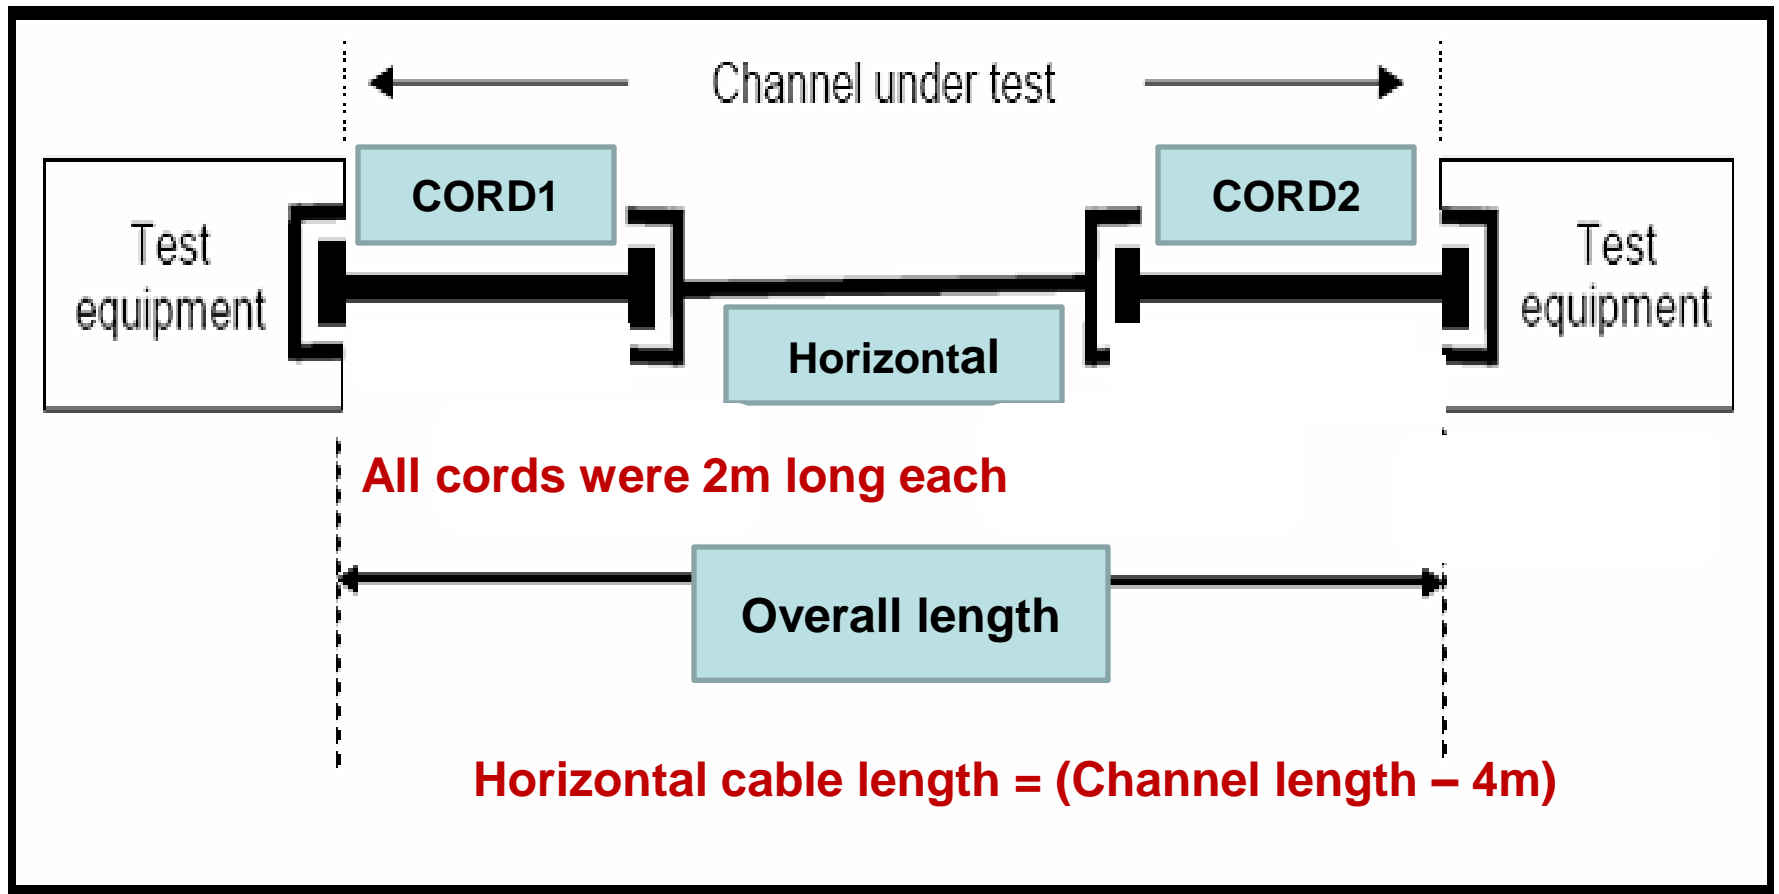 Channel under test
CORD1
CORD2
Test
equipment
Test
equipment
Horizontal
All cords were 2m long each
Overall length
Horizontal cable length = (Channel length – 4m)